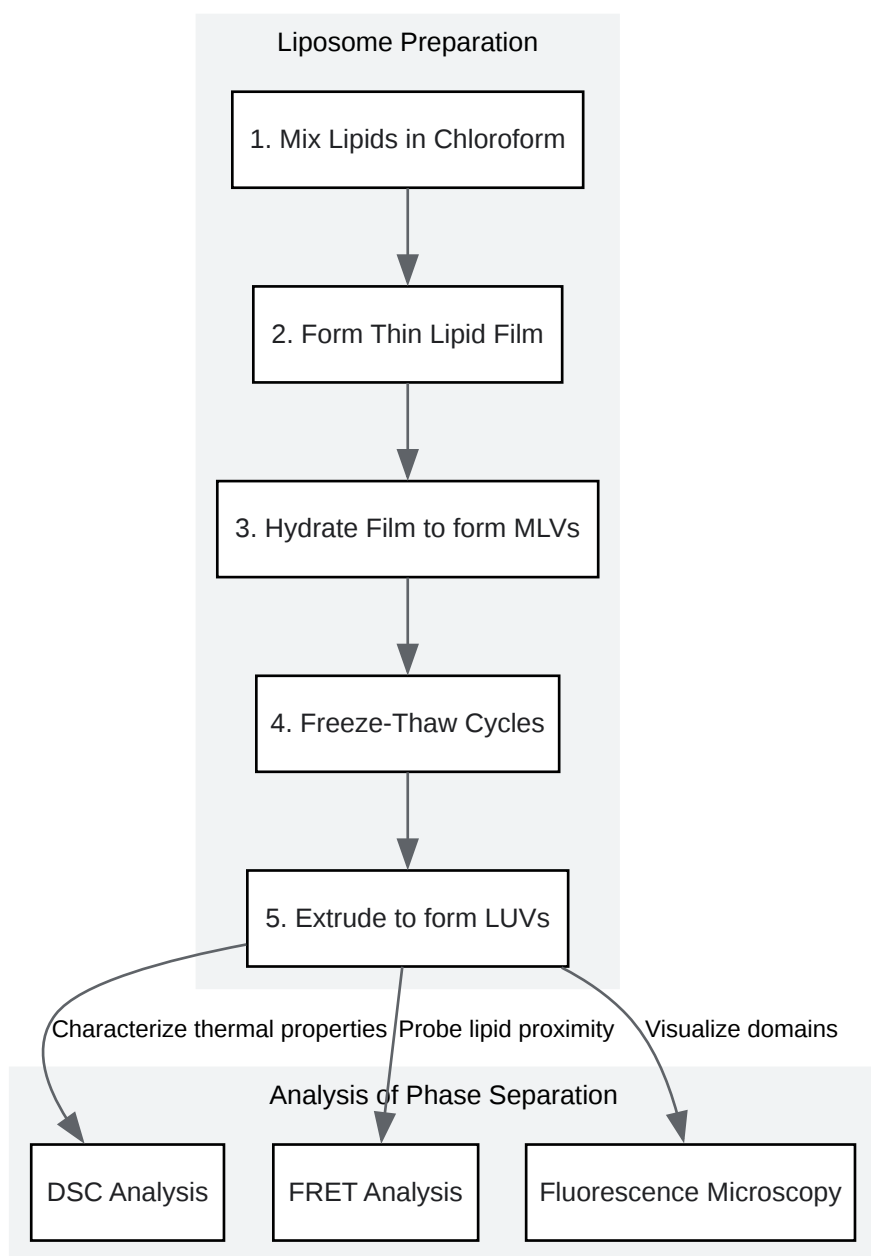 Liposome Preparation
1. Mix Lipids in Chloroform
2. Form Thin Lipid Film
3. Hydrate Film to form MLVs
4. Freeze-Thaw Cycles
5. Extrude to form LUVs
Characterize thermal properties
Probe lipid proximity
Visualize domains
Analysis of Phase Separation
DSC Analysis
FRET Analysis
Fluorescence Microscopy